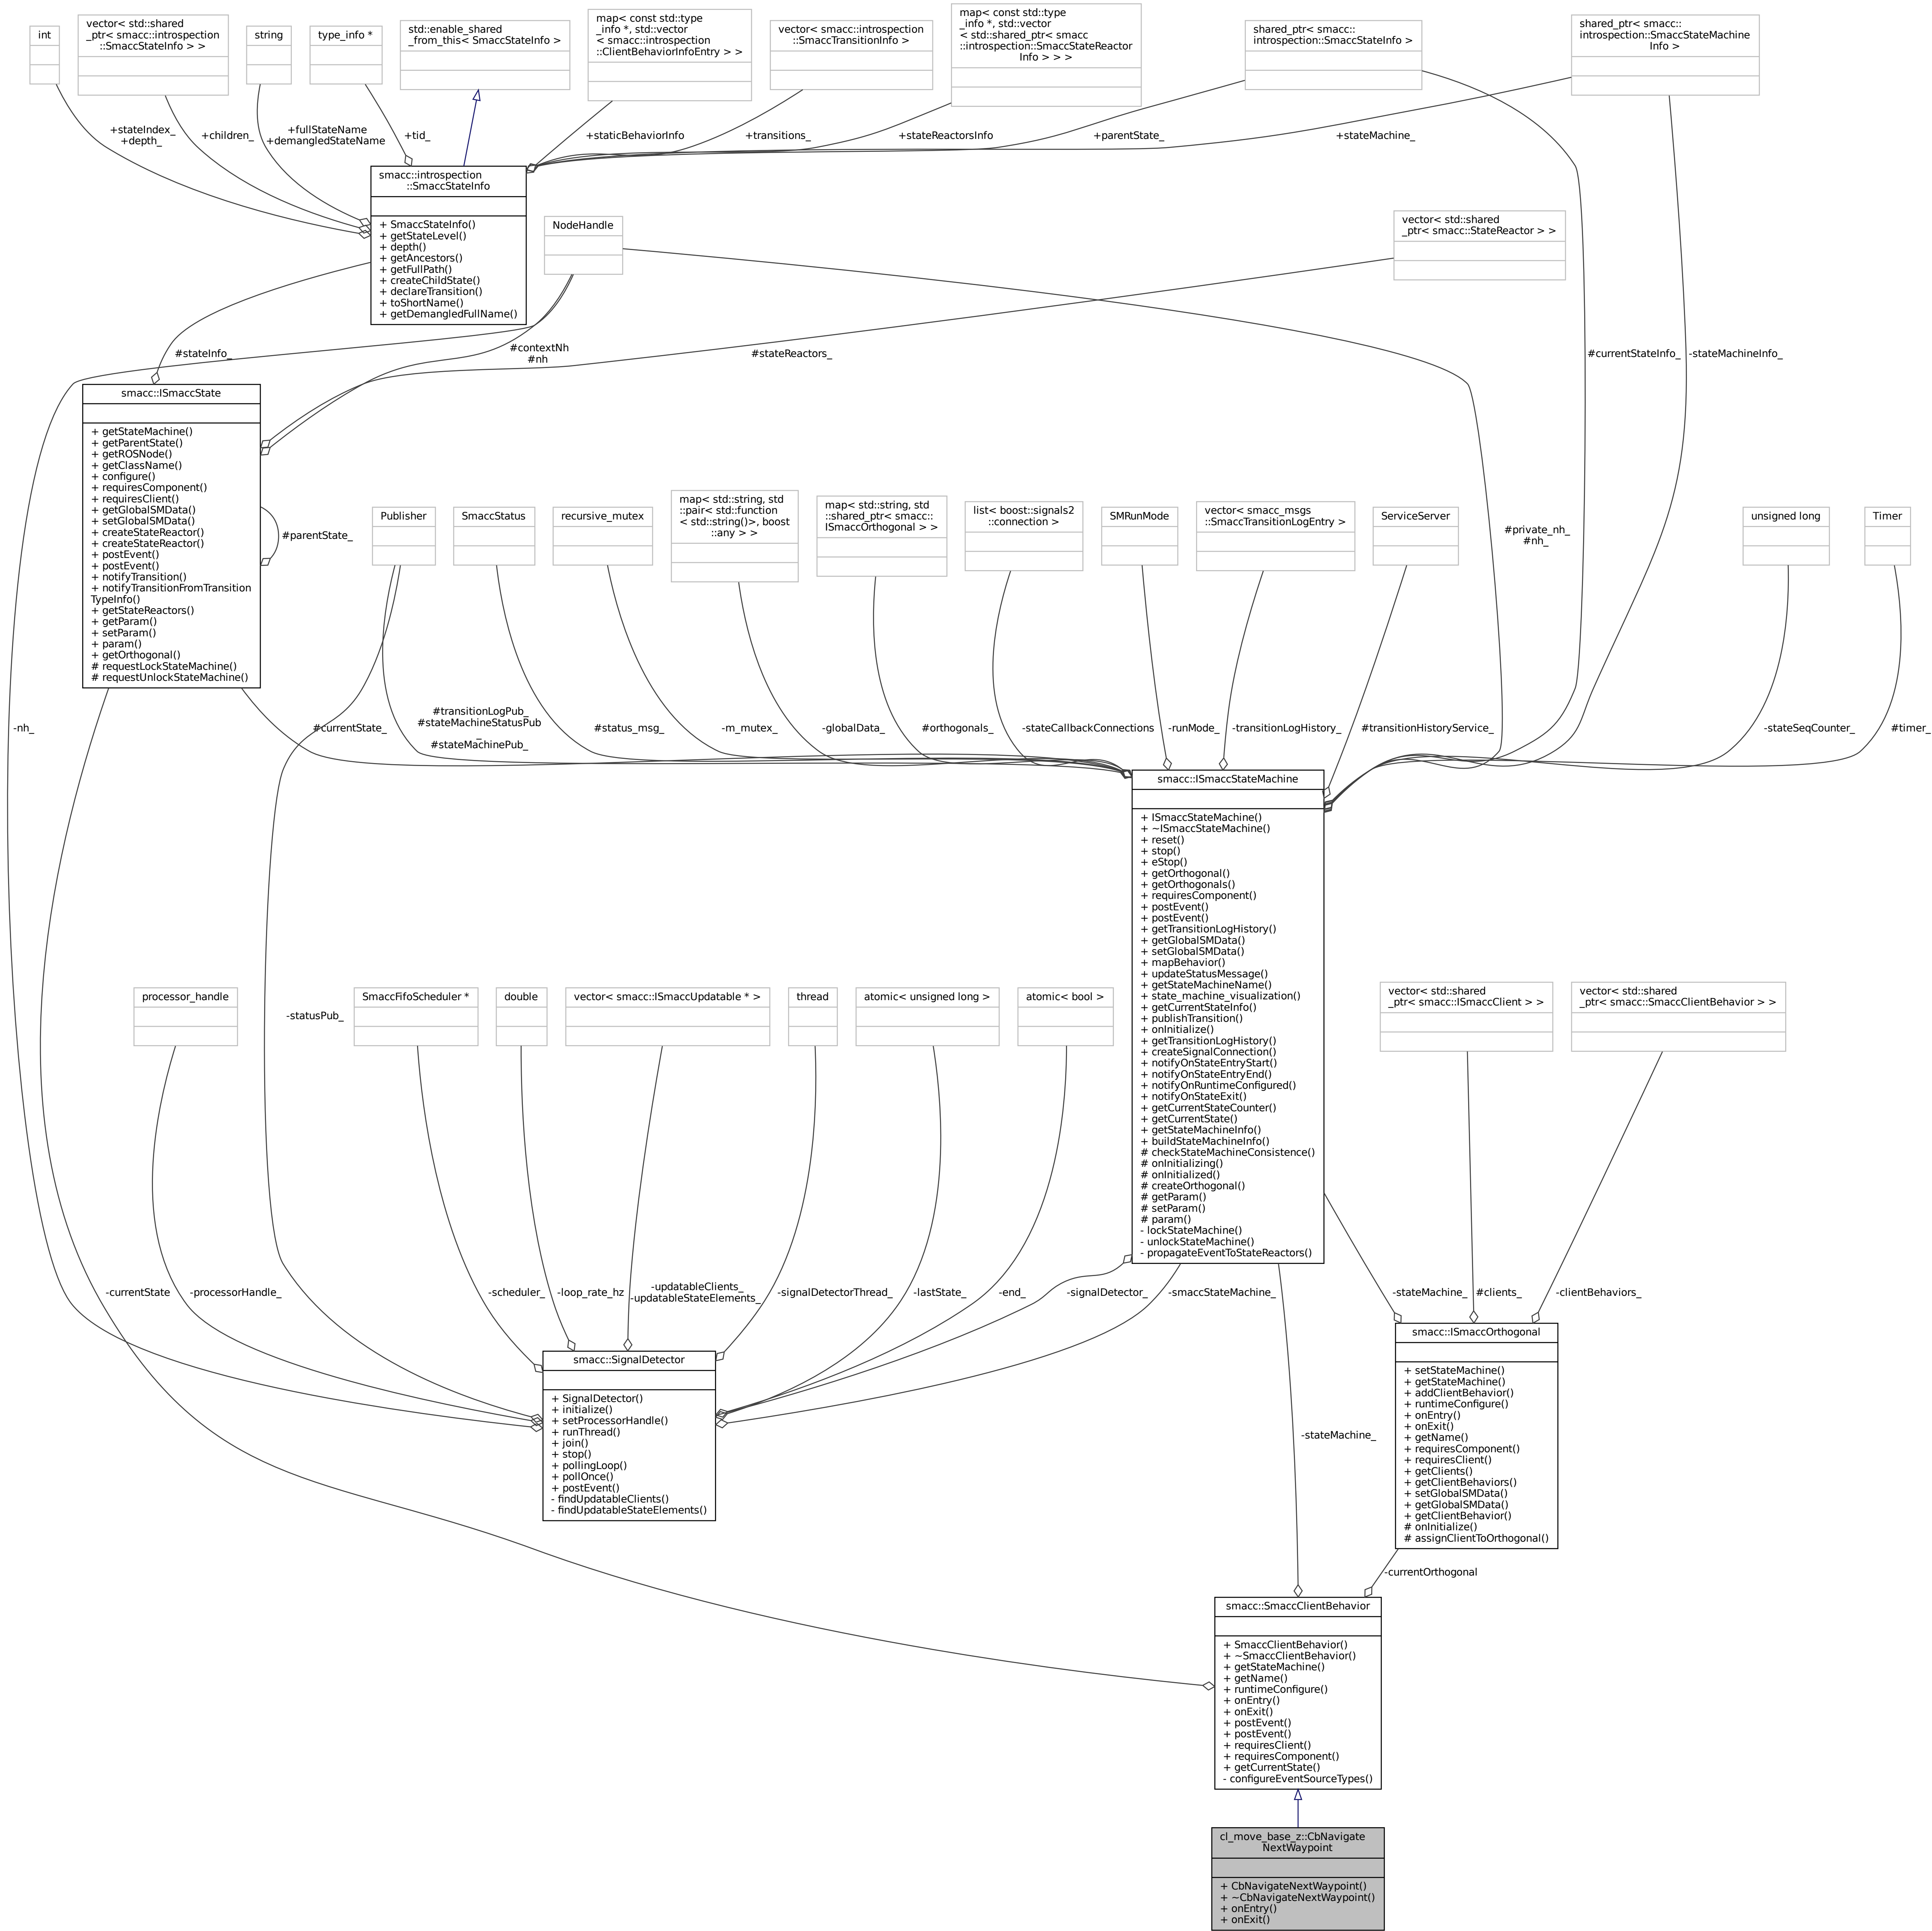 int
vector< std::shared
_ptr< smacc::introspection
::SmaccStateInfo > >
string
type_info *
std::enable_shared
_from_this< SmaccStateInfo >
map< const std::type
_info *, std::vector
< smacc::introspection
::ClientBehaviorInfoEntry > >
vector< smacc::introspection
::SmaccTransitionInfo >
map< const std::type
_info *, std::vector
< std::shared_ptr< smacc
::introspection::SmaccStateReactor
Info > > >
shared_ptr< smacc::
introspection::SmaccStateInfo >
shared_ptr< smacc::
introspection::SmaccStateMachine
Info >
+stateIndex_
+depth_
+children_
+fullStateName
+demangledStateName
+tid_
+staticBehaviorInfo
+transitions_
+stateReactorsInfo
+parentState_
+stateMachine_
smacc::introspection
::SmaccStateInfo
+ SmaccStateInfo()
+ getStateLevel()
+ depth()
+ getAncestors()
+ getFullPath()
+ createChildState()
+ declareTransition()
+ toShortName()
+ getDemangledFullName()
NodeHandle
vector< std::shared
_ptr< smacc::StateReactor > >
#stateInfo_
#contextNh
#nh
#stateReactors_
#currentStateInfo_
-stateMachineInfo_
smacc::ISmaccState
+ getStateMachine()
+ getParentState()
+ getROSNode()
+ getClassName()
+ configure()
+ requiresComponent()
+ requiresClient()
+ getGlobalSMData()
+ setGlobalSMData()
+ createStateReactor()
+ createStateReactor()
+ postEvent()
+ postEvent()
+ notifyTransition()
+ notifyTransitionFromTransition
TypeInfo()
+ getStateReactors()
+ getParam()
+ setParam()
+ param()
+ getOrthogonal()
# requestLockStateMachine()
# requestUnlockStateMachine()
#parentState_
Publisher
SmaccStatus
recursive_mutex
map< std::string, std
::pair< std::function
< std::string()>, boost
::any > >
map< std::string, std
::shared_ptr< smacc::
ISmaccOrthogonal > >
list< boost::signals2
::connection >
SMRunMode
vector< smacc_msgs
::SmaccTransitionLogEntry >
ServiceServer
#private_nh_
#nh_
unsigned long
Timer
-nh_
#currentState_
#transitionLogPub_
#stateMachineStatusPub
_
#stateMachinePub_
#status_msg_
-m_mutex_
-globalData_
#orthogonals_
-stateCallbackConnections
-runMode_
-transitionLogHistory_
#transitionHistoryService_
-stateSeqCounter_
#timer_
smacc::ISmaccStateMachine
+ ISmaccStateMachine()
+ ~ISmaccStateMachine()
+ reset()
+ stop()
+ eStop()
+ getOrthogonal()
+ getOrthogonals()
+ requiresComponent()
+ postEvent()
+ postEvent()
+ getTransitionLogHistory()
+ getGlobalSMData()
+ setGlobalSMData()
+ mapBehavior()
+ updateStatusMessage()
+ getStateMachineName()
+ state_machine_visualization()
+ getCurrentStateInfo()
+ publishTransition()
+ onInitialize()
+ getTransitionLogHistory()
+ createSignalConnection()
+ notifyOnStateEntryStart()
+ notifyOnStateEntryEnd()
+ notifyOnRuntimeConfigured()
+ notifyOnStateExit()
+ getCurrentStateCounter()
+ getCurrentState()
+ getStateMachineInfo()
+ buildStateMachineInfo()
# checkStateMachineConsistence()
# onInitializing()
# onInitialized()
# createOrthogonal()
# getParam()
# setParam()
# param()
- lockStateMachine()
- unlockStateMachine()
- propagateEventToStateReactors()
processor_handle
-statusPub_
SmaccFifoScheduler *
double
vector< smacc::ISmaccUpdatable * >
thread
atomic< unsigned long >
atomic< bool >
vector< std::shared
_ptr< smacc::ISmaccClient > >
vector< std::shared
_ptr< smacc::SmaccClientBehavior > >
-currentState
-processorHandle_
-scheduler_
-loop_rate_hz
-updatableClients_
-updatableStateElements_
-signalDetectorThread_
-lastState_
-end_
-signalDetector_
-smaccStateMachine_
-stateMachine_
#clients_
-clientBehaviors_
smacc::SignalDetector
+ SignalDetector()
+ initialize()
+ setProcessorHandle()
+ runThread()
+ join()
+ stop()
+ pollingLoop()
+ pollOnce()
+ postEvent()
- findUpdatableClients()
- findUpdatableStateElements()
-stateMachine_
smacc::ISmaccOrthogonal
+ setStateMachine()
+ getStateMachine()
+ addClientBehavior()
+ runtimeConfigure()
+ onEntry()
+ onExit()
+ getName()
+ requiresComponent()
+ requiresClient()
+ getClients()
+ getClientBehaviors()
+ setGlobalSMData()
+ getGlobalSMData()
+ getClientBehavior()
# onInitialize()
# assignClientToOrthogonal()
-currentOrthogonal
smacc::SmaccClientBehavior
+ SmaccClientBehavior()
+ ~SmaccClientBehavior()
+ getStateMachine()
+ getName()
+ runtimeConfigure()
+ onEntry()
+ onExit()
+ postEvent()
+ postEvent()
+ requiresClient()
+ requiresComponent()
+ getCurrentState()
- configureEventSourceTypes()
cl_move_base_z::CbNavigate
NextWaypoint
+ CbNavigateNextWaypoint()
+ ~CbNavigateNextWaypoint()
+ onEntry()
+ onExit()